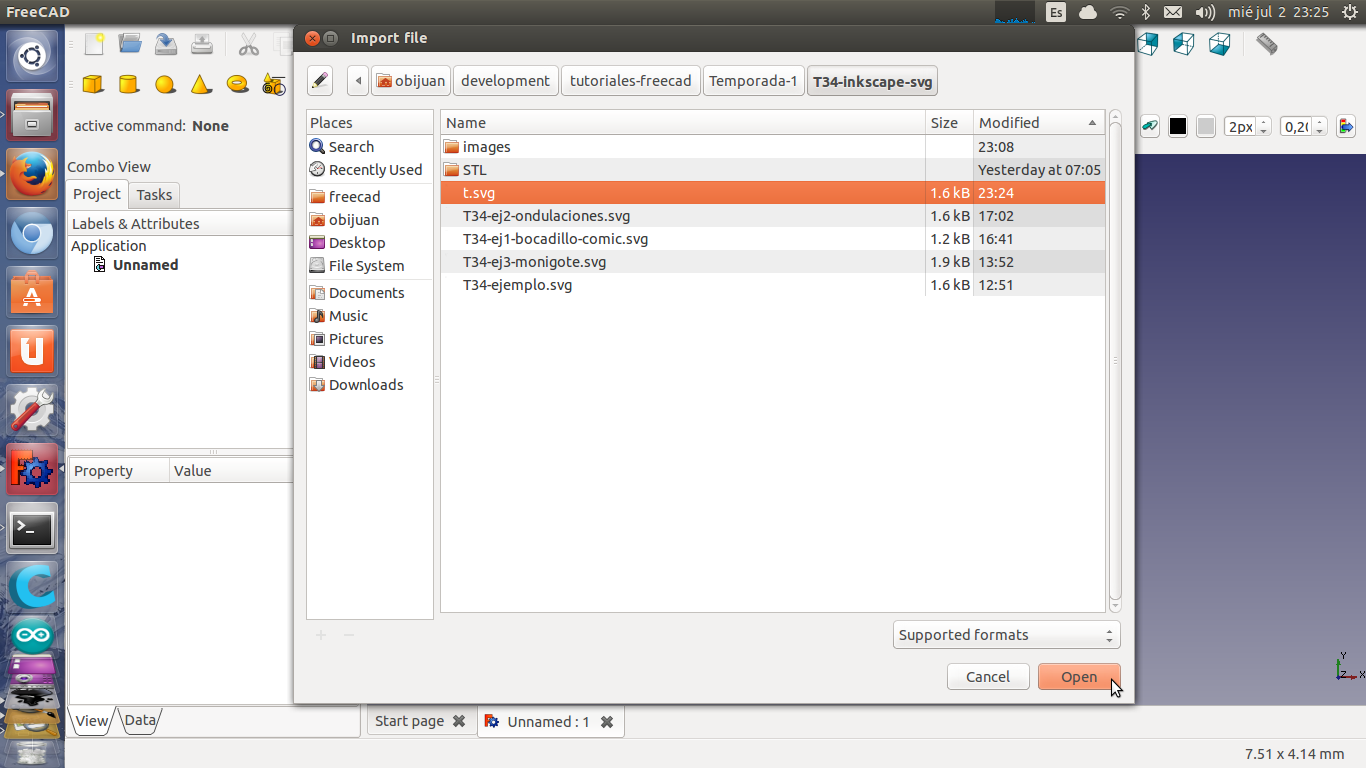 FreeCAD
Es
mié jul 2 23:25
Import file
obijuan
development
tutoriales-freecad
Temporada-1
T34-inkscape-svg
active command: None
2px
0,20
Combo View
Project
Tasks
Labels & Attributes
Application
Unnamed
Property
Value
Places
Search
Recently Used
freecad
obijuan
Desktop
File System
Documents
Music
Pictures
Videos
Downloads
Name Size Modified
images 23:08
STL Yesterday at 07:05
t.svg 1.6 kB 23:24
T34-ej2-ondulaciones.svg 1.6 kB 17:02
T34-ej1-bocadillo-comic.svg 1.2 kB 16:41
T34-ej3-monigote.svg 1.9 kB 13:52
T34-ejemplo.svg 1.6 kB 12:51
Supported formats
Cancel
Open
Y
Z
X
View
Data
Start page
Unnamed : 1
7.51 x 4.14 mm